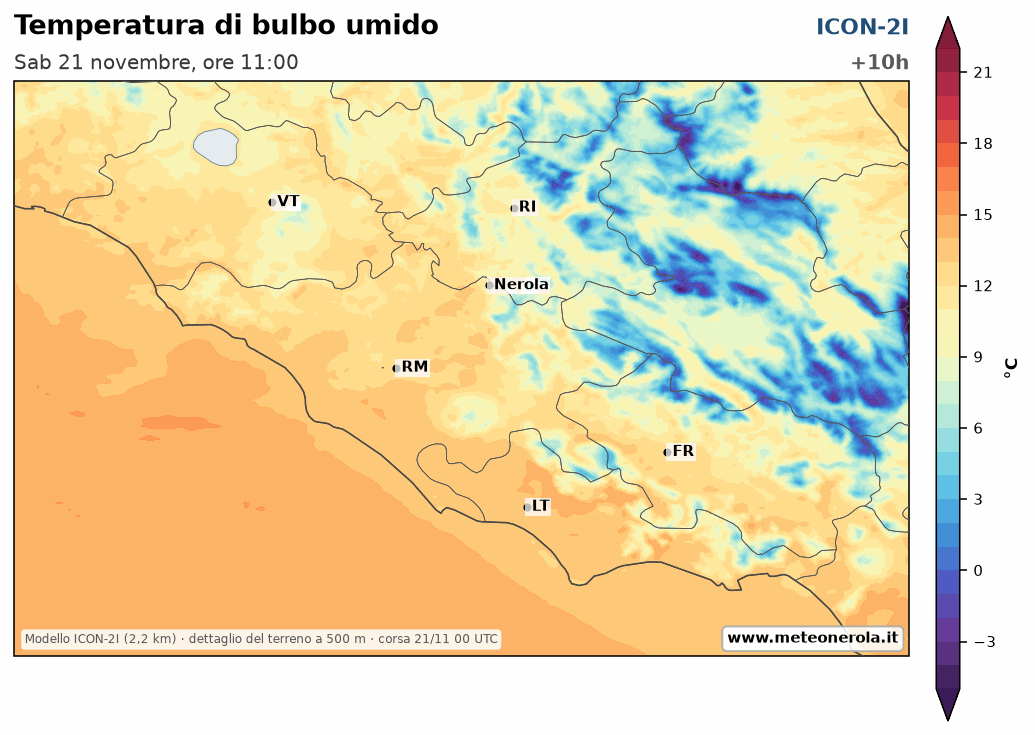 Temperatura di bulbo umido
ICON-2I
Sab 21 novembre, ore 11:00
+10h
VT
RI
Nerola
RM
FR
LT
Modello ICON-2I (2,2 km) · dettaglio del terreno a 500 m · corsa 21/11 00 UTC
www.meteonerola.it
21
18
15
12
9
6
3
0
−3
°C